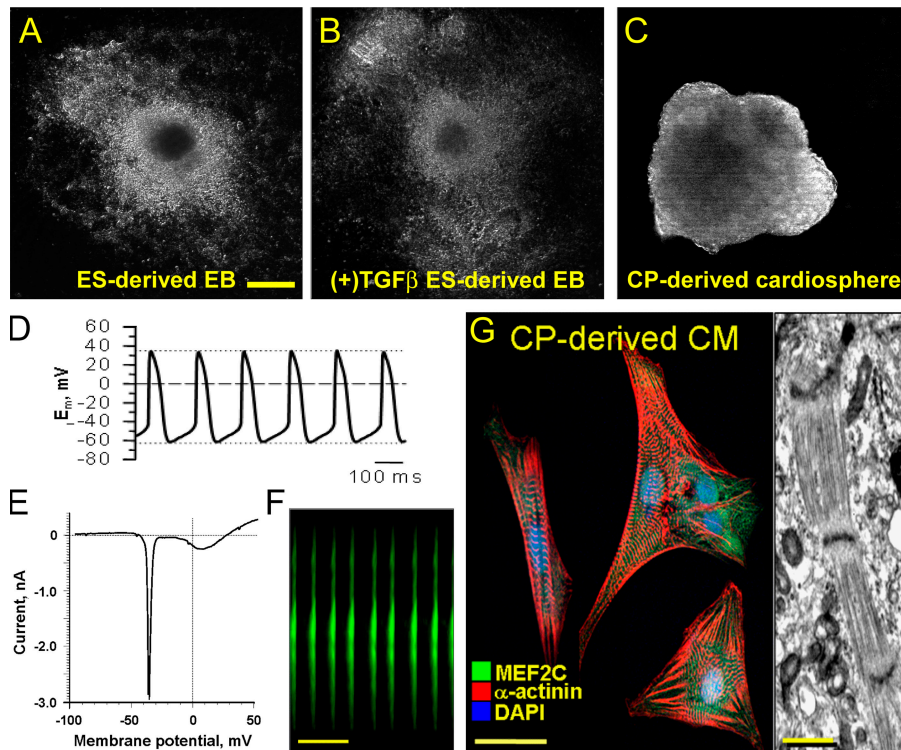 A
ES-derived EB
B
(+)TGFβ ES-derived EB
C
CP-derived cardiosphere
D
60
40
20
0
-20
-40
-60
-80
Em, mV
100 ms
E
0
-1.0
-2.0
-3.0
Current, nA
-100
-50
0
50
Membrane potential, mV
F
G
CP-derived CM
MEF2C
α-actinin
DAPI